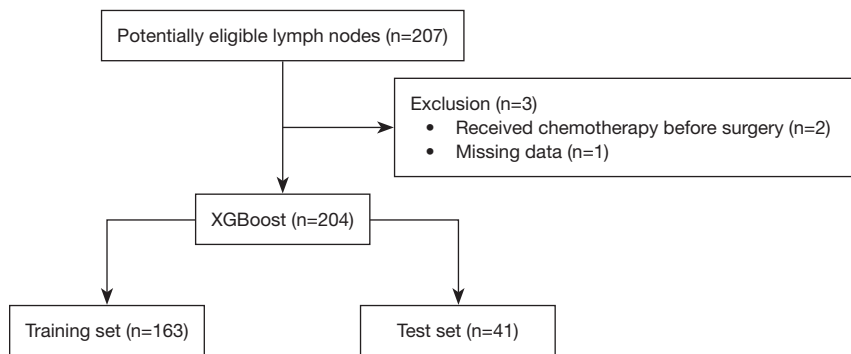 Potentially eligible lymph nodes (n=207)
Exclusion (n=3)
• Received chemotherapy before surgery (n=2)
• Missing data (n=1)
XGBoost (n=204)
Training set (n=163)
Test set (n=41)